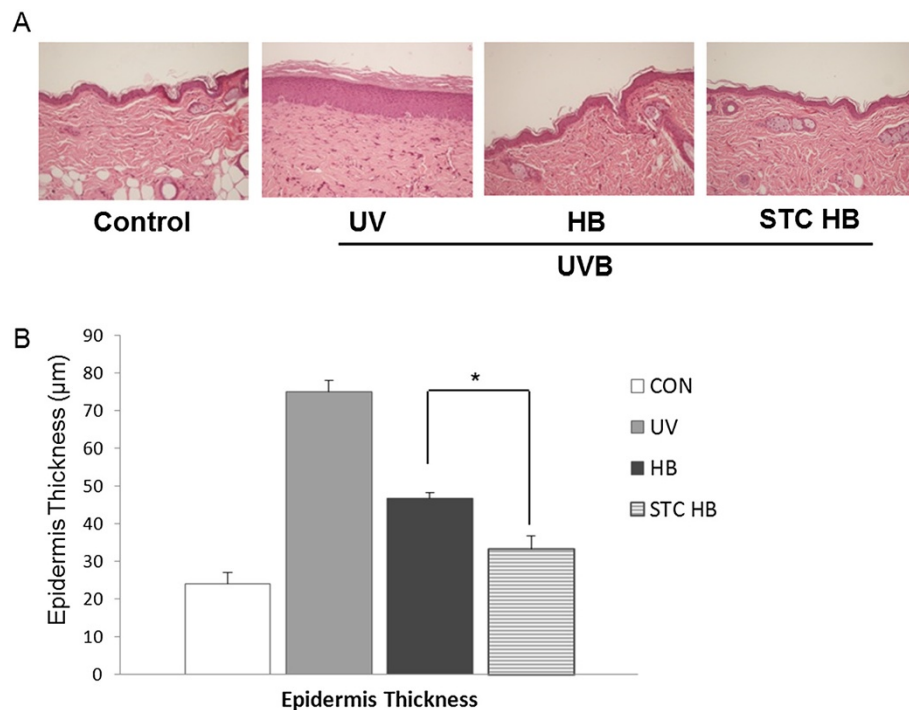 A
Control
UV
HB
STC HB
UVB
B
Epidermis Thickness (μm)
90
80
70
60
50
40
30
20
10
0
*
Epidermis Thickness
CON
UV
HB
STC HB